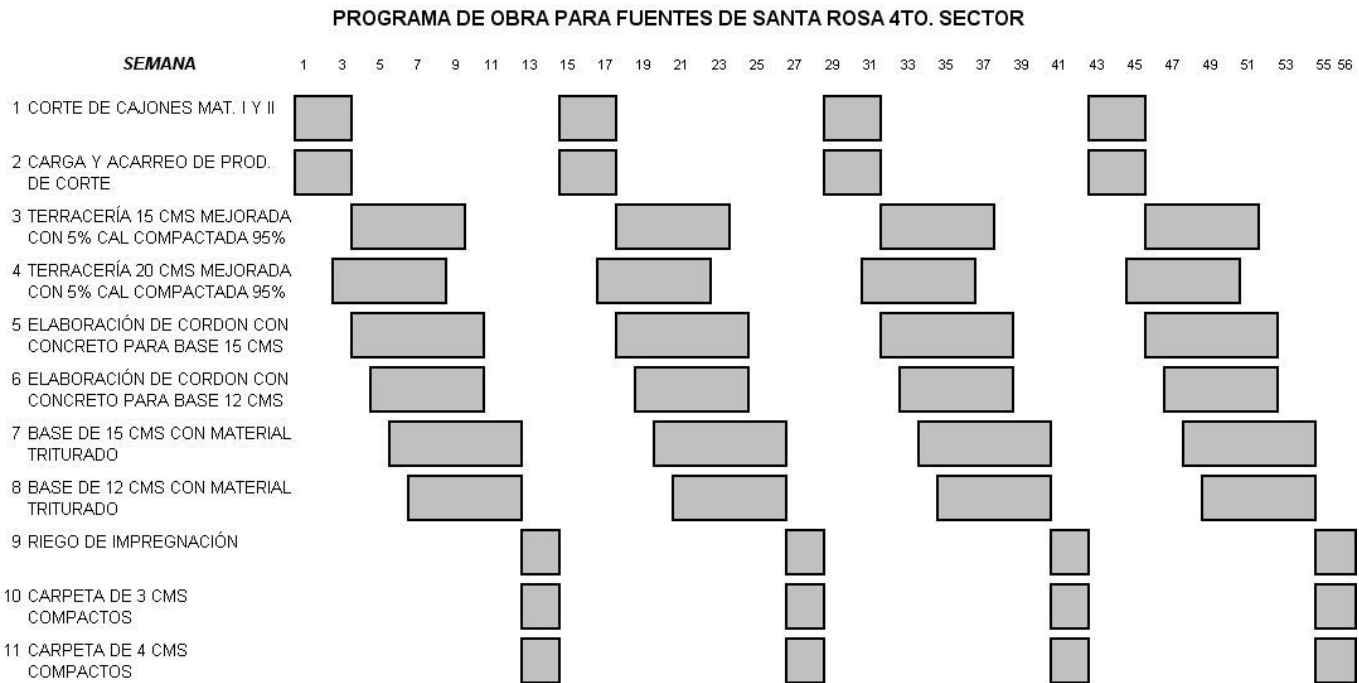 PROGRAMA DE OBRA PARA FUENTES DE SANTA ROSA 4TO. SECTOR
SEMANA 1 3 5 7 9 11 13 15 17 19 21 23 25 27 29 31 33 35 37 39 41 43 45 47 49 51 53 55 56
1 CORTE DE CAJONES MAT. I Y II
2 CARGA Y ACARREO DE PROD.
DE CORTE
3 TERRACERÍA 15 CMS MEJORADA
CON 5% CAL COMPACTADA 95%
4 TERRACERÍA 20 CMS MEJORADA
CON 5% CAL COMPACTADA 95%
5 ELABORACIÓN DE CORDON CON
CONCRETO PARA BASE 15 CMS
6 ELABORACIÓN DE CORDON CON
CONCRETO PARA BASE 12 CMS
7 BASE DE 15 CMS CON MATERIAL
TRITURADO
8 BASE DE 12 CMS CON MATERIAL
TRITURADO
9 RIEGO DE IMPREGNACIÓN
10 CARPETA DE 3 CMS
COMPACTOS
11 CARPETA DE 4 CMS
COMPACTOS